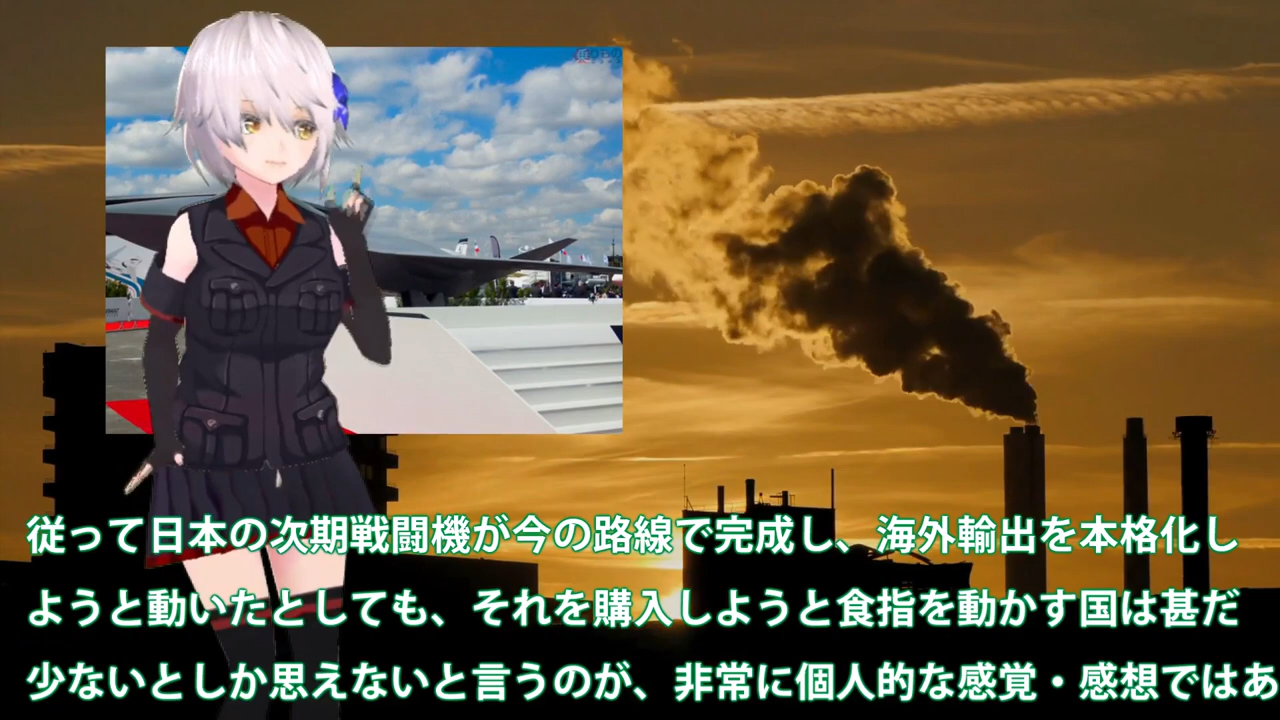 従って日本の次期戦闘機が今の路線で完成し、海外輸出を本格化し
ようと動いたとしても、それを購入しようと食指を動かす国は甚だ
少ないとしか思えないと言うのが、非常に個人的な感覚・感想ではあ